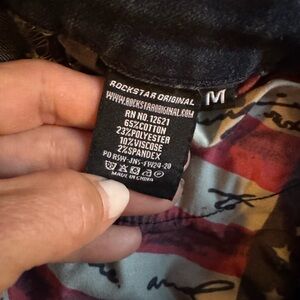 ROCKSTAR ORIGINAL
WWW.ROCKSTARORIGINAL.COM
M
RN NO. 12621
65%COTTON
23%POLYESTER
10%VISCOSE
2%SPANDEX
MADE IN CHINA